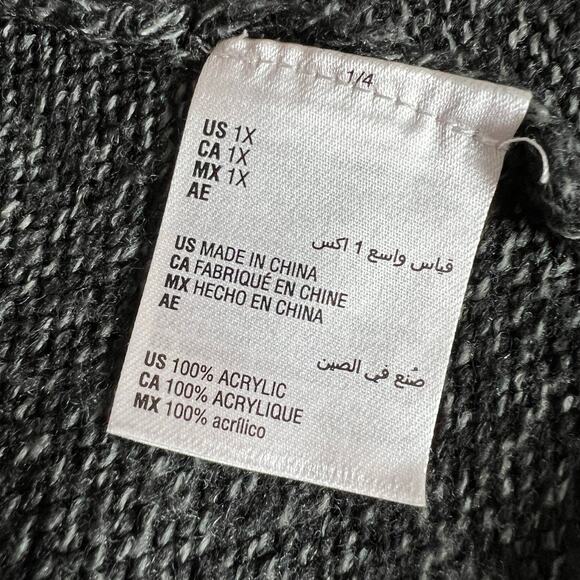 1/4
US 1X
CA 1X
MX 1X
AE
قياس واسع 1 اكس
US MADE IN CHINA
CA FABRIQUÉ EN CHINE
MX HECHO EN CHINA
AE
صُنع في الصين
US 100% ACRYLIC
CA 100% ACRYLIQUE
MX 100% acrílico